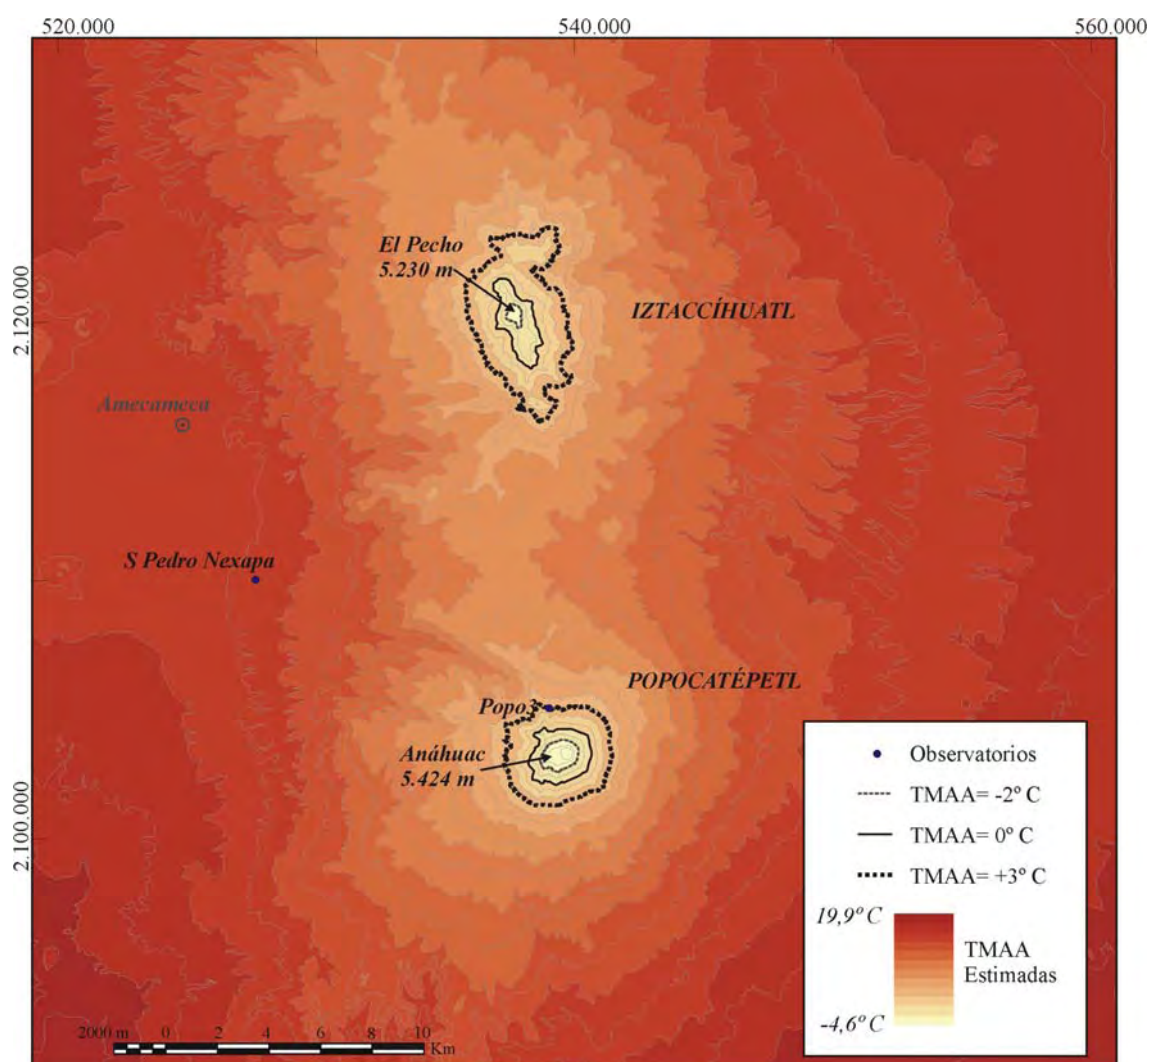 520.000
540.000
560.000
El Pecho
5.230 m
IZTACCÍHUATL
2.120.000
Amecameca
S Pedro Nexapa
POPOCATÉPETL
Popo3
Anáhuac
5.424 m
2.100.000
Observatorios
TMAA= -2º C
TMAA= 0º C
TMAA= +3º C
19,9º C
TMAA
Estimadas
-4,6º C
2000 m 0 2 4 6 8 10
Km